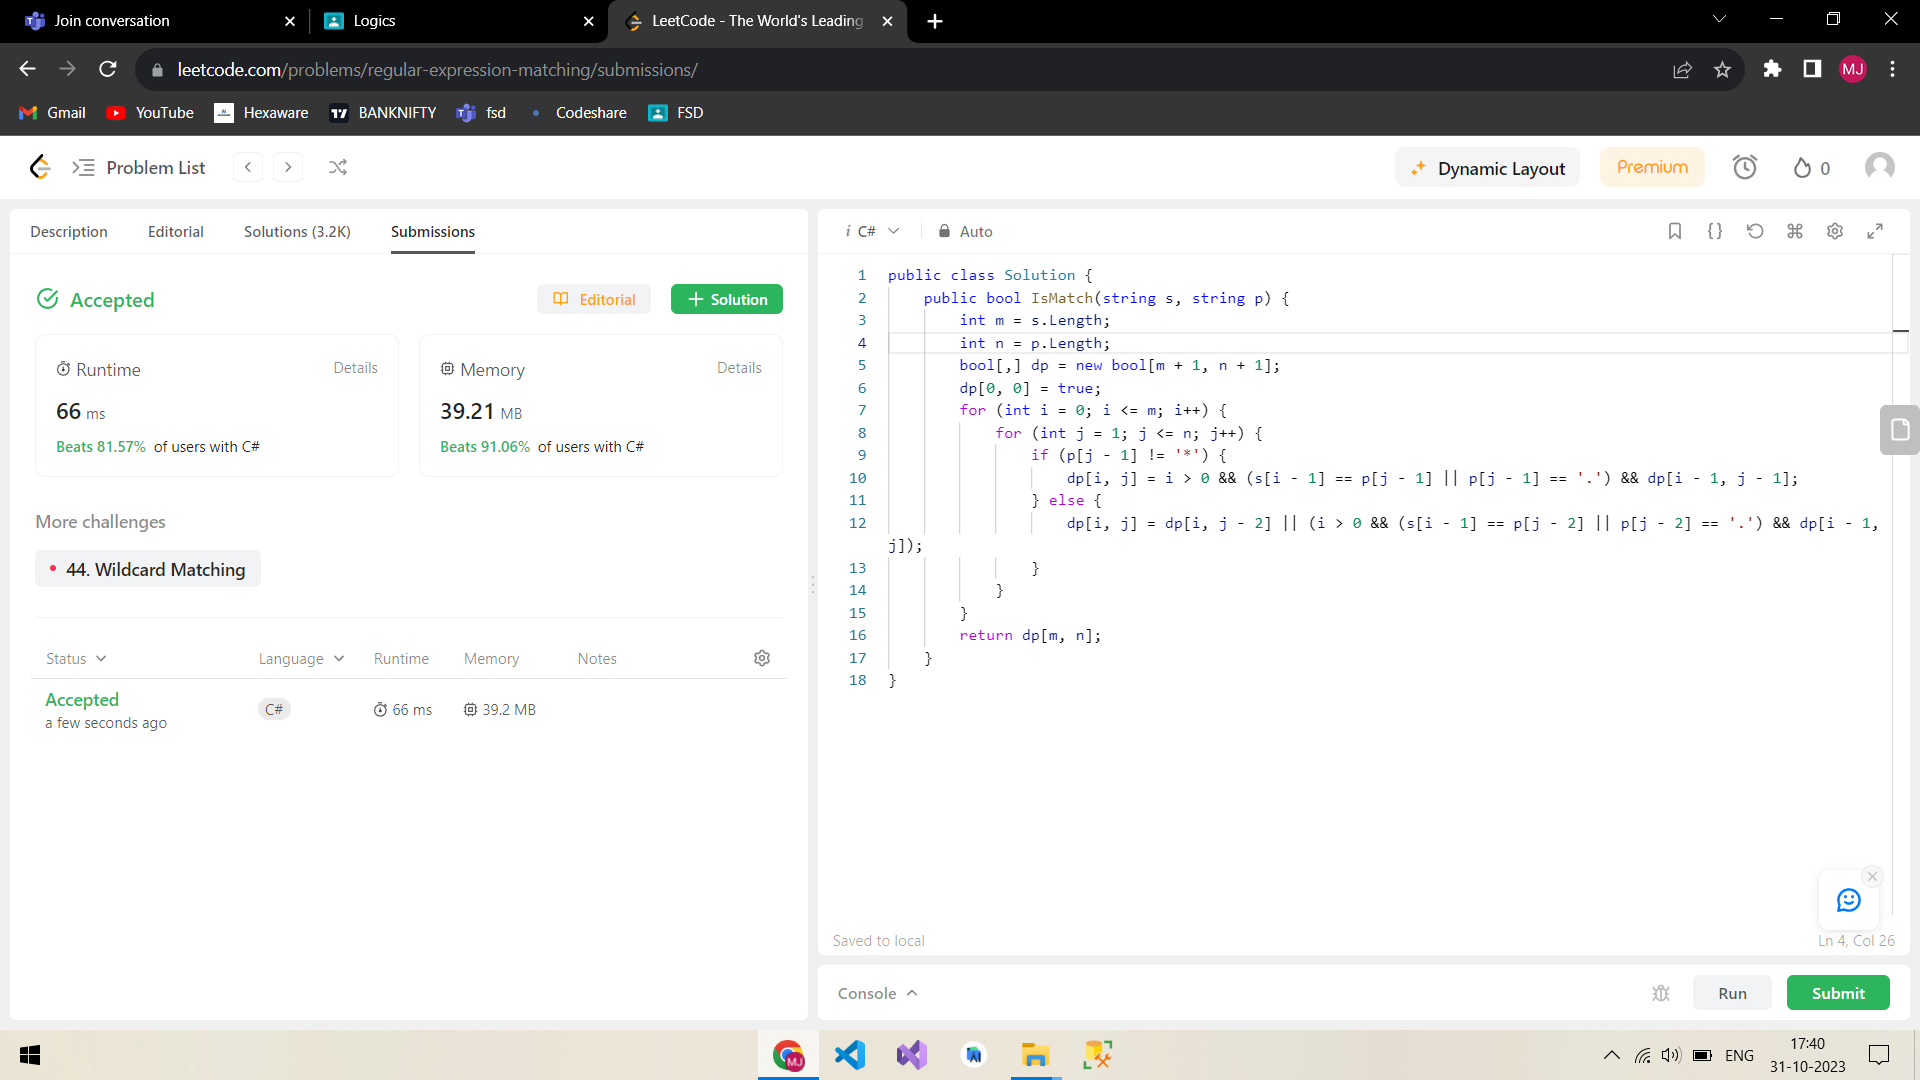 Join conversation
Logics
LeetCode - The World's Leading
leetcode.com/problems/regular-expression-matching/submissions/
MJ
Gmail
YouTube
Hexaware
BANKNIFTY
fsd
Codeshare
FSD
Problem List
Dynamic Layout
Premium
0
Description
Editorial
Solutions (3.2K)
Submissions
Accepted
Editorial
Solution
Runtime
Details
66 ms
Beats 81.57% of users with C#
Memory
Details
39.21 MB
Beats 91.06% of users with C#
More challenges
44. Wildcard Matching
Status
Language
Runtime
Memory
Notes
Accepted
a few seconds ago
C#
66 ms
39.2 MB
i C#
Auto
1 public class Solution {
2     public bool IsMatch(string s, string p) {
3         int m = s.Length;
4         int n = p.Length;
5         bool[,] dp = new bool[m + 1, n + 1];
6         dp[0, 0] = true;
7         for (int i = 0; i <= m; i++) {
8             for (int j = 1; j <= n; j++) {
9                 if (p[j - 1] != '*') {
10                     dp[i, j] = i > 0 && (s[i - 1] == p[j - 1] || p[j - 1] == '.') && dp[i - 1, j - 1];
11                 } else {
12                     dp[i, j] = dp[i, j - 2] || (i > 0 && (s[i - 1] == p[j - 2] || p[j - 2] == '.') && dp[i - 1,
j]);
13                 }
14             }
15         }
16         return dp[m, n];
17     }
18 }
Saved to local
Ln 4, Col 26
Console
Run
Submit
MJ
ENG
17:40
31-10-2023